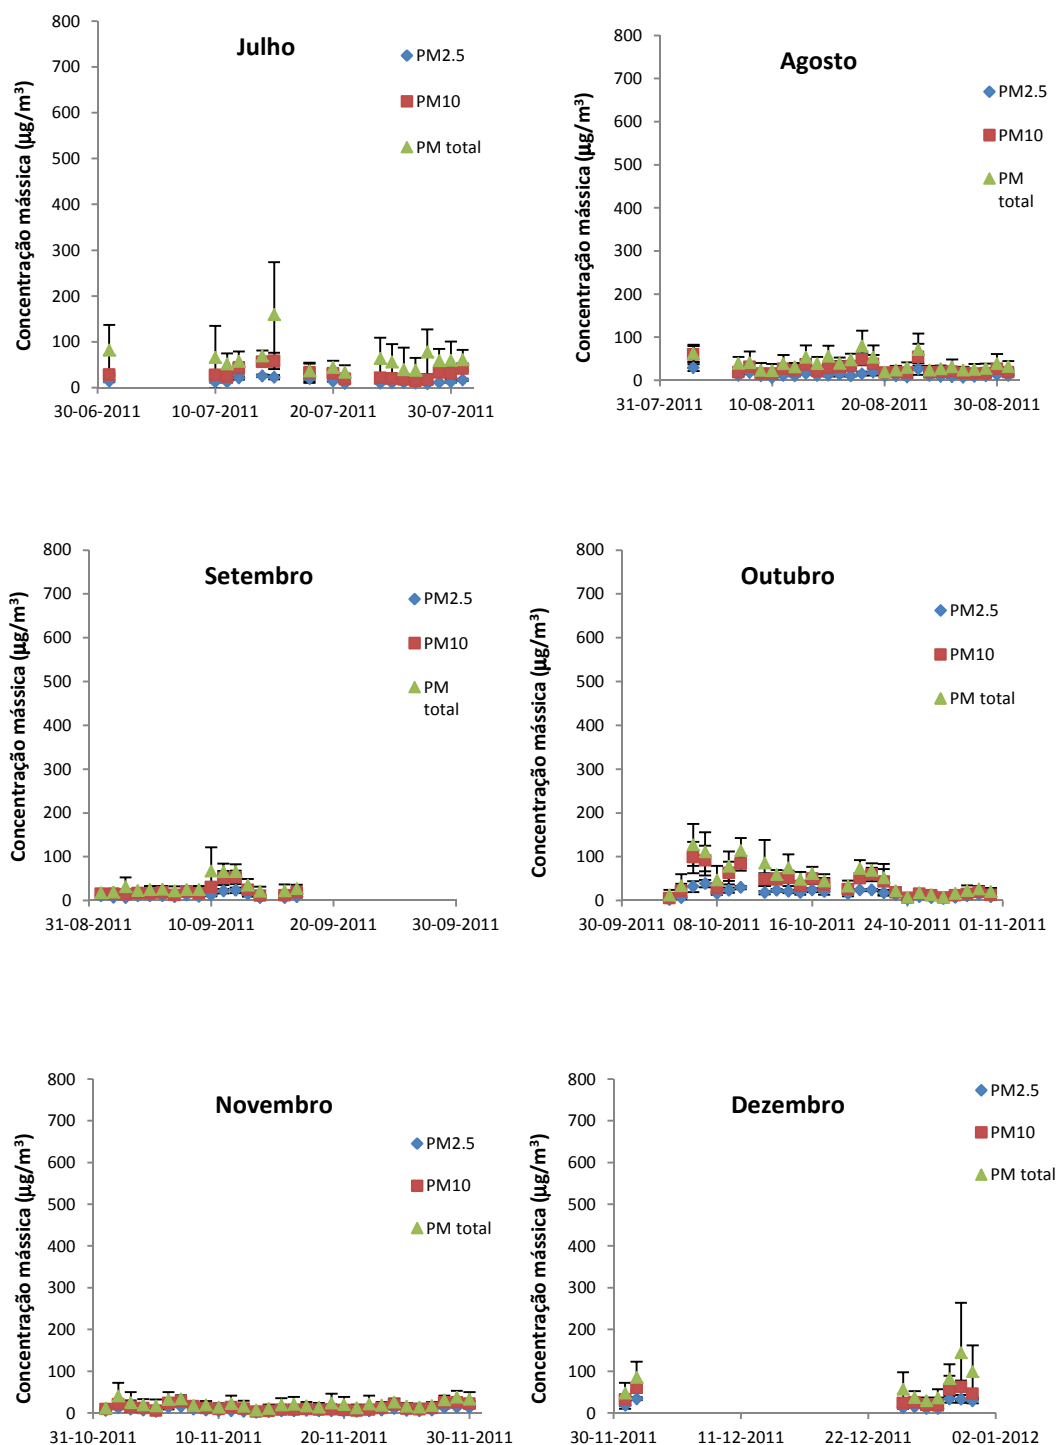 Julho
Concentração mássica (µg/m³)
800
700
600
500
400
300
200
100
0
30-06-2011
10-07-2011
20-07-2011
30-07-2011
PM2.5
PM10
PM total
Agosto
Concentração mássica (µg/m³)
800
700
600
500
400
300
200
100
0
31-07-2011
10-08-2011
20-08-2011
30-08-2011
PM2.5
PM10
PM
total
Setembro
Concentração mássica (µg/m³)
800
700
600
500
400
300
200
100
0
31-08-2011
10-09-2011
20-09-2011
30-09-2011
PM2.5
PM10
PM
total
Outubro
Concentração mássica (µg/m³)
800
700
600
500
400
300
200
100
0
30-09-2011
08-10-2011
16-10-2011
24-10-2011
01-11-2011
PM2.5
PM10
PM total
Novembro
Concentração mássica (µg/m³)
800
700
600
500
400
300
200
100
0
31-10-2011
10-11-2011
20-11-2011
30-11-2011
PM2.5
PM10
PM total
Dezembro
Concentração mássica (µg/m³)
800
700
600
500
400
300
200
100
0
30-11-2011
11-12-2011
22-12-2011
02-01-2012
PM2.5
PM10
PM total